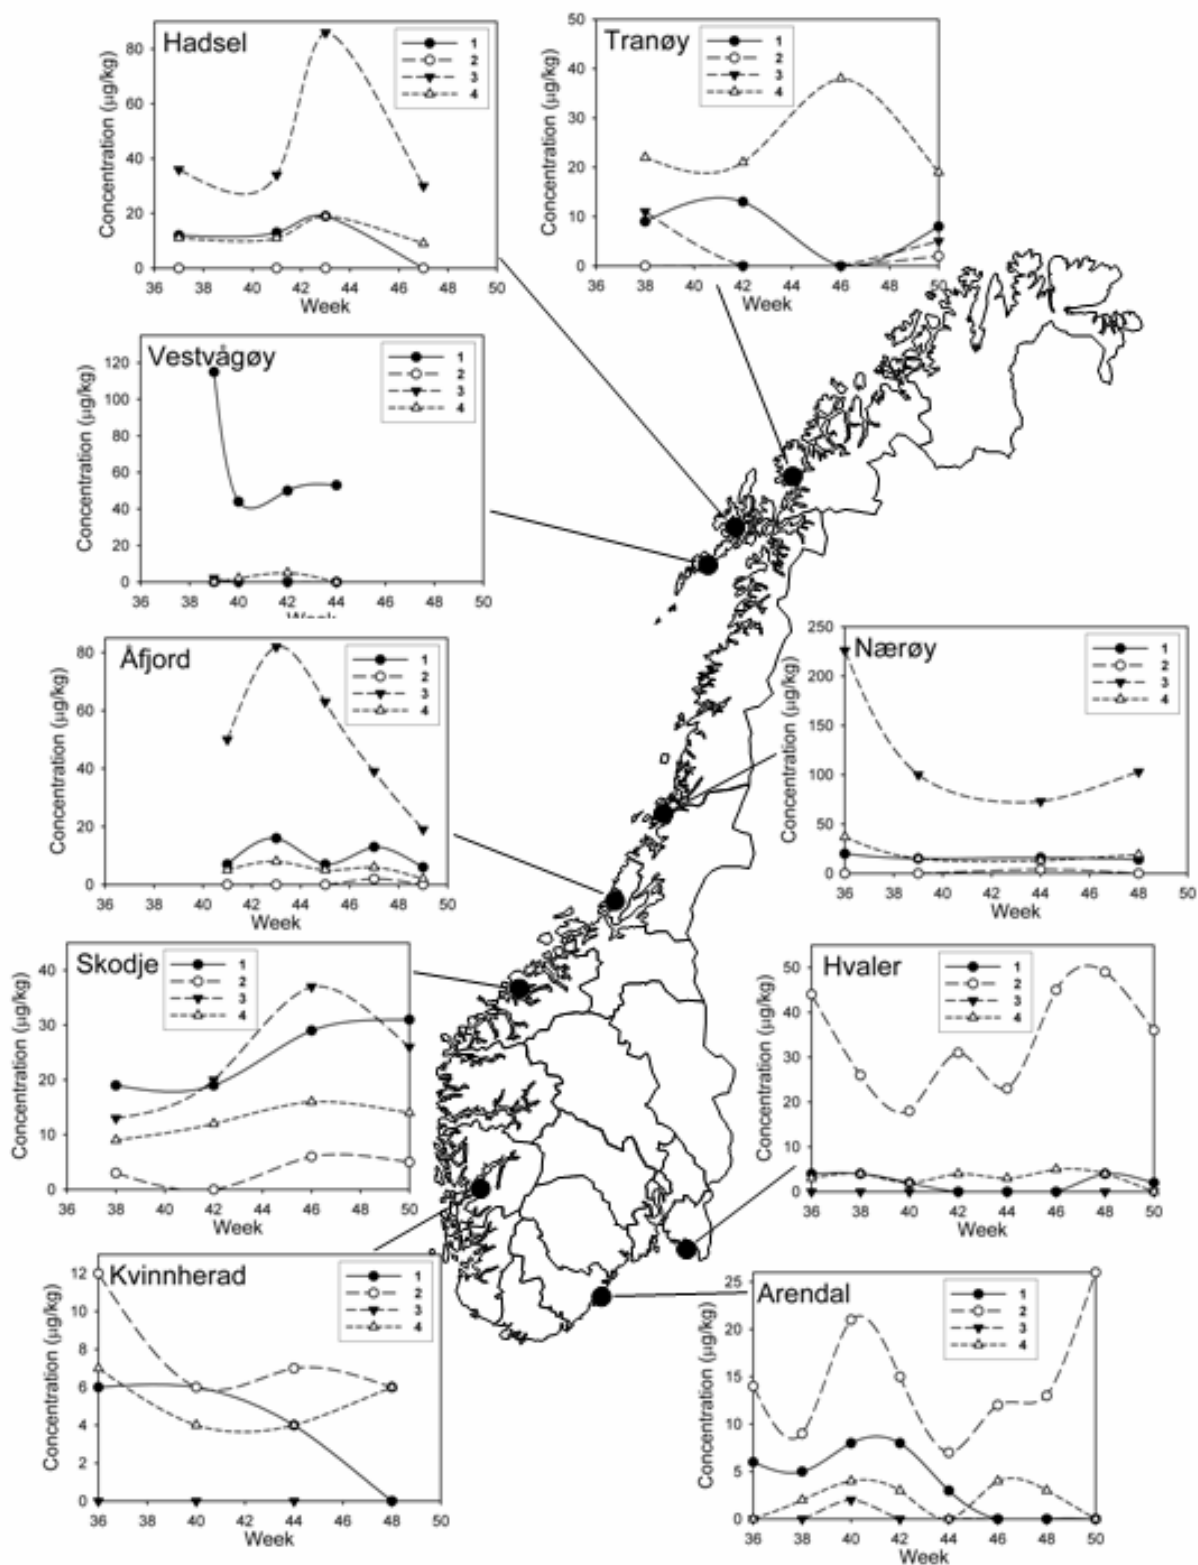 Hadsel
1
2
3
4
Concentration (µg/kg)
80
60
40
20
0
36 38 40 42 44 46 48 50
Week
Tranøy
1
2
3
4
Concentration (µg/kg)
50
40
30
20
10
0
36 38 40 42 44 46 48 50
Week
Vestvågøy
1
2
3
4
Concentration (µg/kg)
120
100
80
60
40
20
0
36 38 40 42 44 46 48 50
Week
Åfjord
1
2
3
4
Concentration (µg/kg)
80
60
40
20
0
36 38 40 42 44 46 48 50
Week
Nærøy
1
2
3
4
Concentration (µg/kg)
250
200
150
100
50
0
36 38 40 42 44 46 48 50
Week
Skodje
1
2
3
4
Concentration (µg/kg)
40
30
20
10
0
36 38 40 42 44 46 48 50
Week
Hvaler
1
2
3
4
Concentration (µg/kg)
50
40
30
20
10
0
36 38 40 42 44 46 48 50
Week
Kvinnherad
1
2
3
4
Concentration (µg/kg)
12
10
8
6
4
2
0
36 38 40 42 44 46 48 50
Week
Arendal
1
2
3
4
Concentration (µg/kg)
25
20
15
10
5
0
36 38 40 42 44 46 48 50
Week